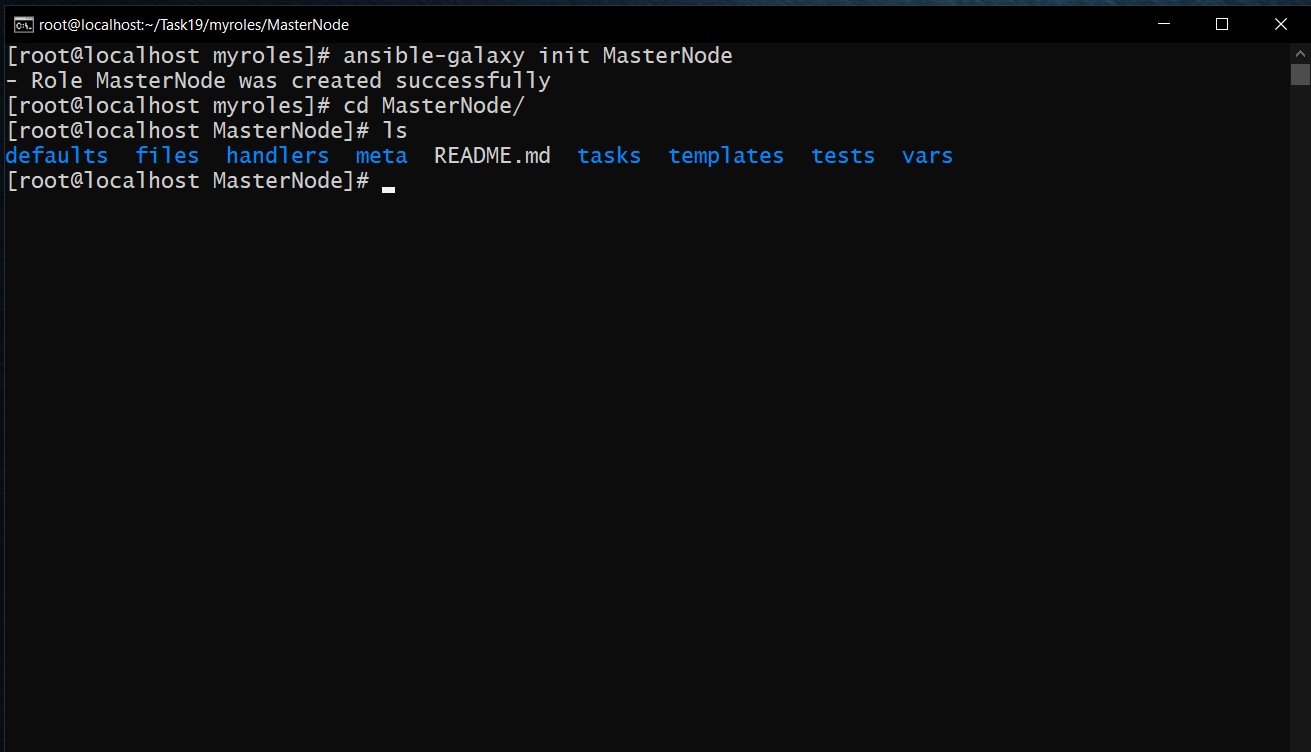 root@localhost:~/Task19/myroles/MasterNode
[root@localhost myroles]# ansible-galaxy init MasterNode
- Role MasterNode was created successfully
[root@localhost myroles]# cd MasterNode/
[root@localhost MasterNode]# ls
defaults  files  handlers  meta  README.md  tasks  templates  tests  vars
[root@localhost MasterNode]#